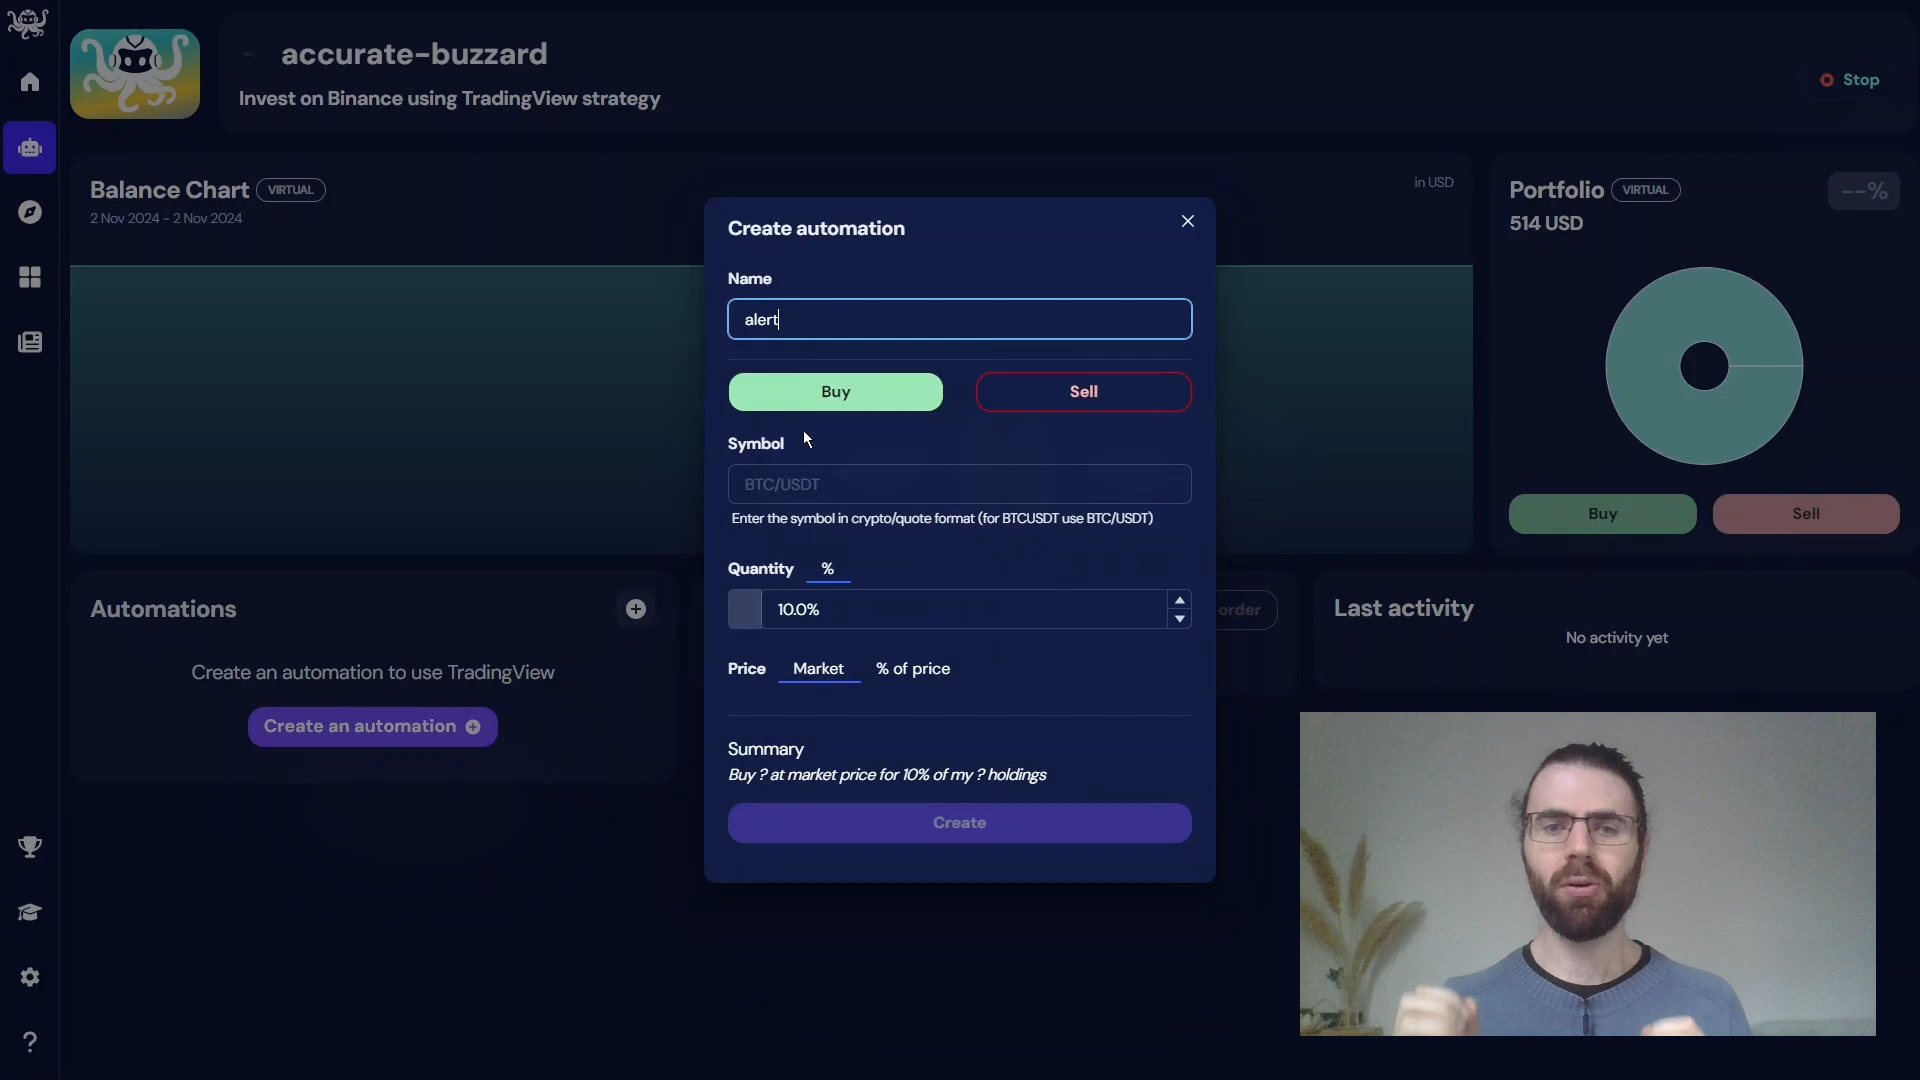 accurate-buzzard
Invest on Binance using TradingView strategy
Stop
Balance Chart VIRTUAL
2 Nov 2024 - 2 Nov 2024
in USD
Portfolio VIRTUAL
--%
514 USD
Buy
Sell
Create automation
Name
alert
Buy
Sell
Symbol
BTC/USDT
Enter the symbol in crypto/quote format (for BTCUSDT use BTC/USDT)
Quantity %
10.0%
Price Market % of price
Summary
Buy ? at market price for 10% of my ? holdings
Create
Automations
Create an automation to use TradingView
Create an automation
order
Last activity
No activity yet
?